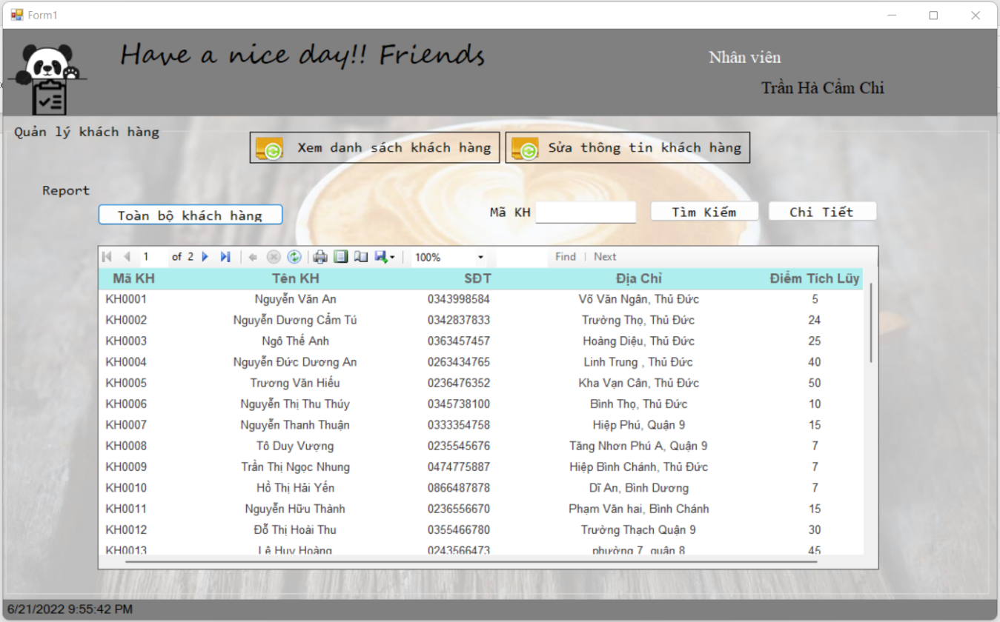 Form1
Have a nice day!! Friends
Nhân viên
Trần Hà Cẩm Chi
Quản lý khách hàng
Xem danh sách khách hàng
Sửa thông tin khách hàng
Report
Toàn bộ khách hàng
Mã KH
Tìm Kiếm
Chi Tiết
1 of 2 100% Find | Next
Mã KH Tên KH SĐT Địa Chỉ Điểm Tích Lũy
KH0001 Nguyễn Văn An 0343998584 Võ Văn Ngân, Thủ Đức 5
KH0002 Nguyễn Dương Cẩm Tú 0342837833 Trường Thọ, Thủ Đức 24
KH0003 Ngô Thế Anh 0363457457 Hoàng Diệu, Thủ Đức 25
KH0004 Nguyễn Đức Dương An 0263434765 Linh Trung , Thủ Đức 40
KH0005 Trương Văn Hiếu 0236476352 Kha Vạn Cân, Thủ Đức 50
KH0006 Nguyễn Thị Thu Thúy 0345738100 Bình Thọ, Thủ Đức 10
KH0007 Nguyễn Thanh Thuận 0333354758 Hiệp Phú, Quận 9 15
KH0008 Tô Duy Vượng 0235545676 Tăng Nhơn Phú A, Quận 9 7
KH0009 Trần Thị Ngọc Nhung 0474775887 Hiệp Bình Chánh, Thủ Đức 7
KH0010 Hồ Thị Hải Yến 0866487878 Dĩ An, Bình Dương 7
KH0011 Nguyễn Hữu Thành 0236556670 Phạm Văn hai, Bình Chánh 15
KH0012 Đỗ Thị Hoài Thu 0355466780 Trường Thạch Quận 9 30
KH0013 Lê Huy Hoàng 0243566473 phường 7, quận 8 45
6/21/2022 9:55:42 PM